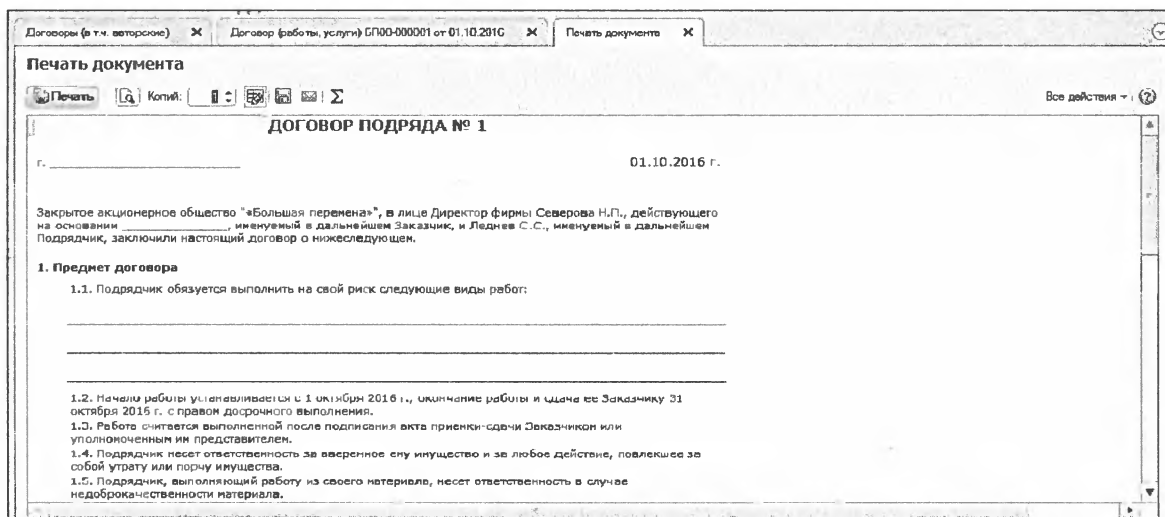 Договоры (в т.ч. авторские) ✕ Договор (работы, услуги) БП00-000001 от 01.10.2016 ✕ Печать документа ✕
Печать документа
Печать Копий: 1 Σ Все действия
ДОГОВОР ПОДРЯДА № 1
г. ____________________ 01.10.2016 г.
Закрытое акционерное общество "«Большая перемена»", в лице Директор фирмы Северова Н.П., действующего
на основании ________________, именуемый в дальнейшем Заказчик, и Леднев С.С., именуемый в дальнейшем
Подрядчик, заключили настоящий договор о нижеследующем.
1. Предмет договора
1.1. Подрядчик обязуется выполнить на свой риск следующие виды работ:
1.2. Начало работы устанавливается с 1 октября 2016 г., окончание работы и сдача ее Заказчику 31
октября 2016 г. с правом досрочного выполнения.
1.3. Работа считается выполненной после подписания акта приемки-сдачи Заказчиком или
уполномоченным им представителем.
1.4. Подрядчик несет ответственность за вверенное ему имущество и за любое действие, повлекшее за
собой утрату или порчу имущества.
1.5. Подрядчик, выполняющий работу из своего материала, несет ответственность в случае
недоброкачественности материала.